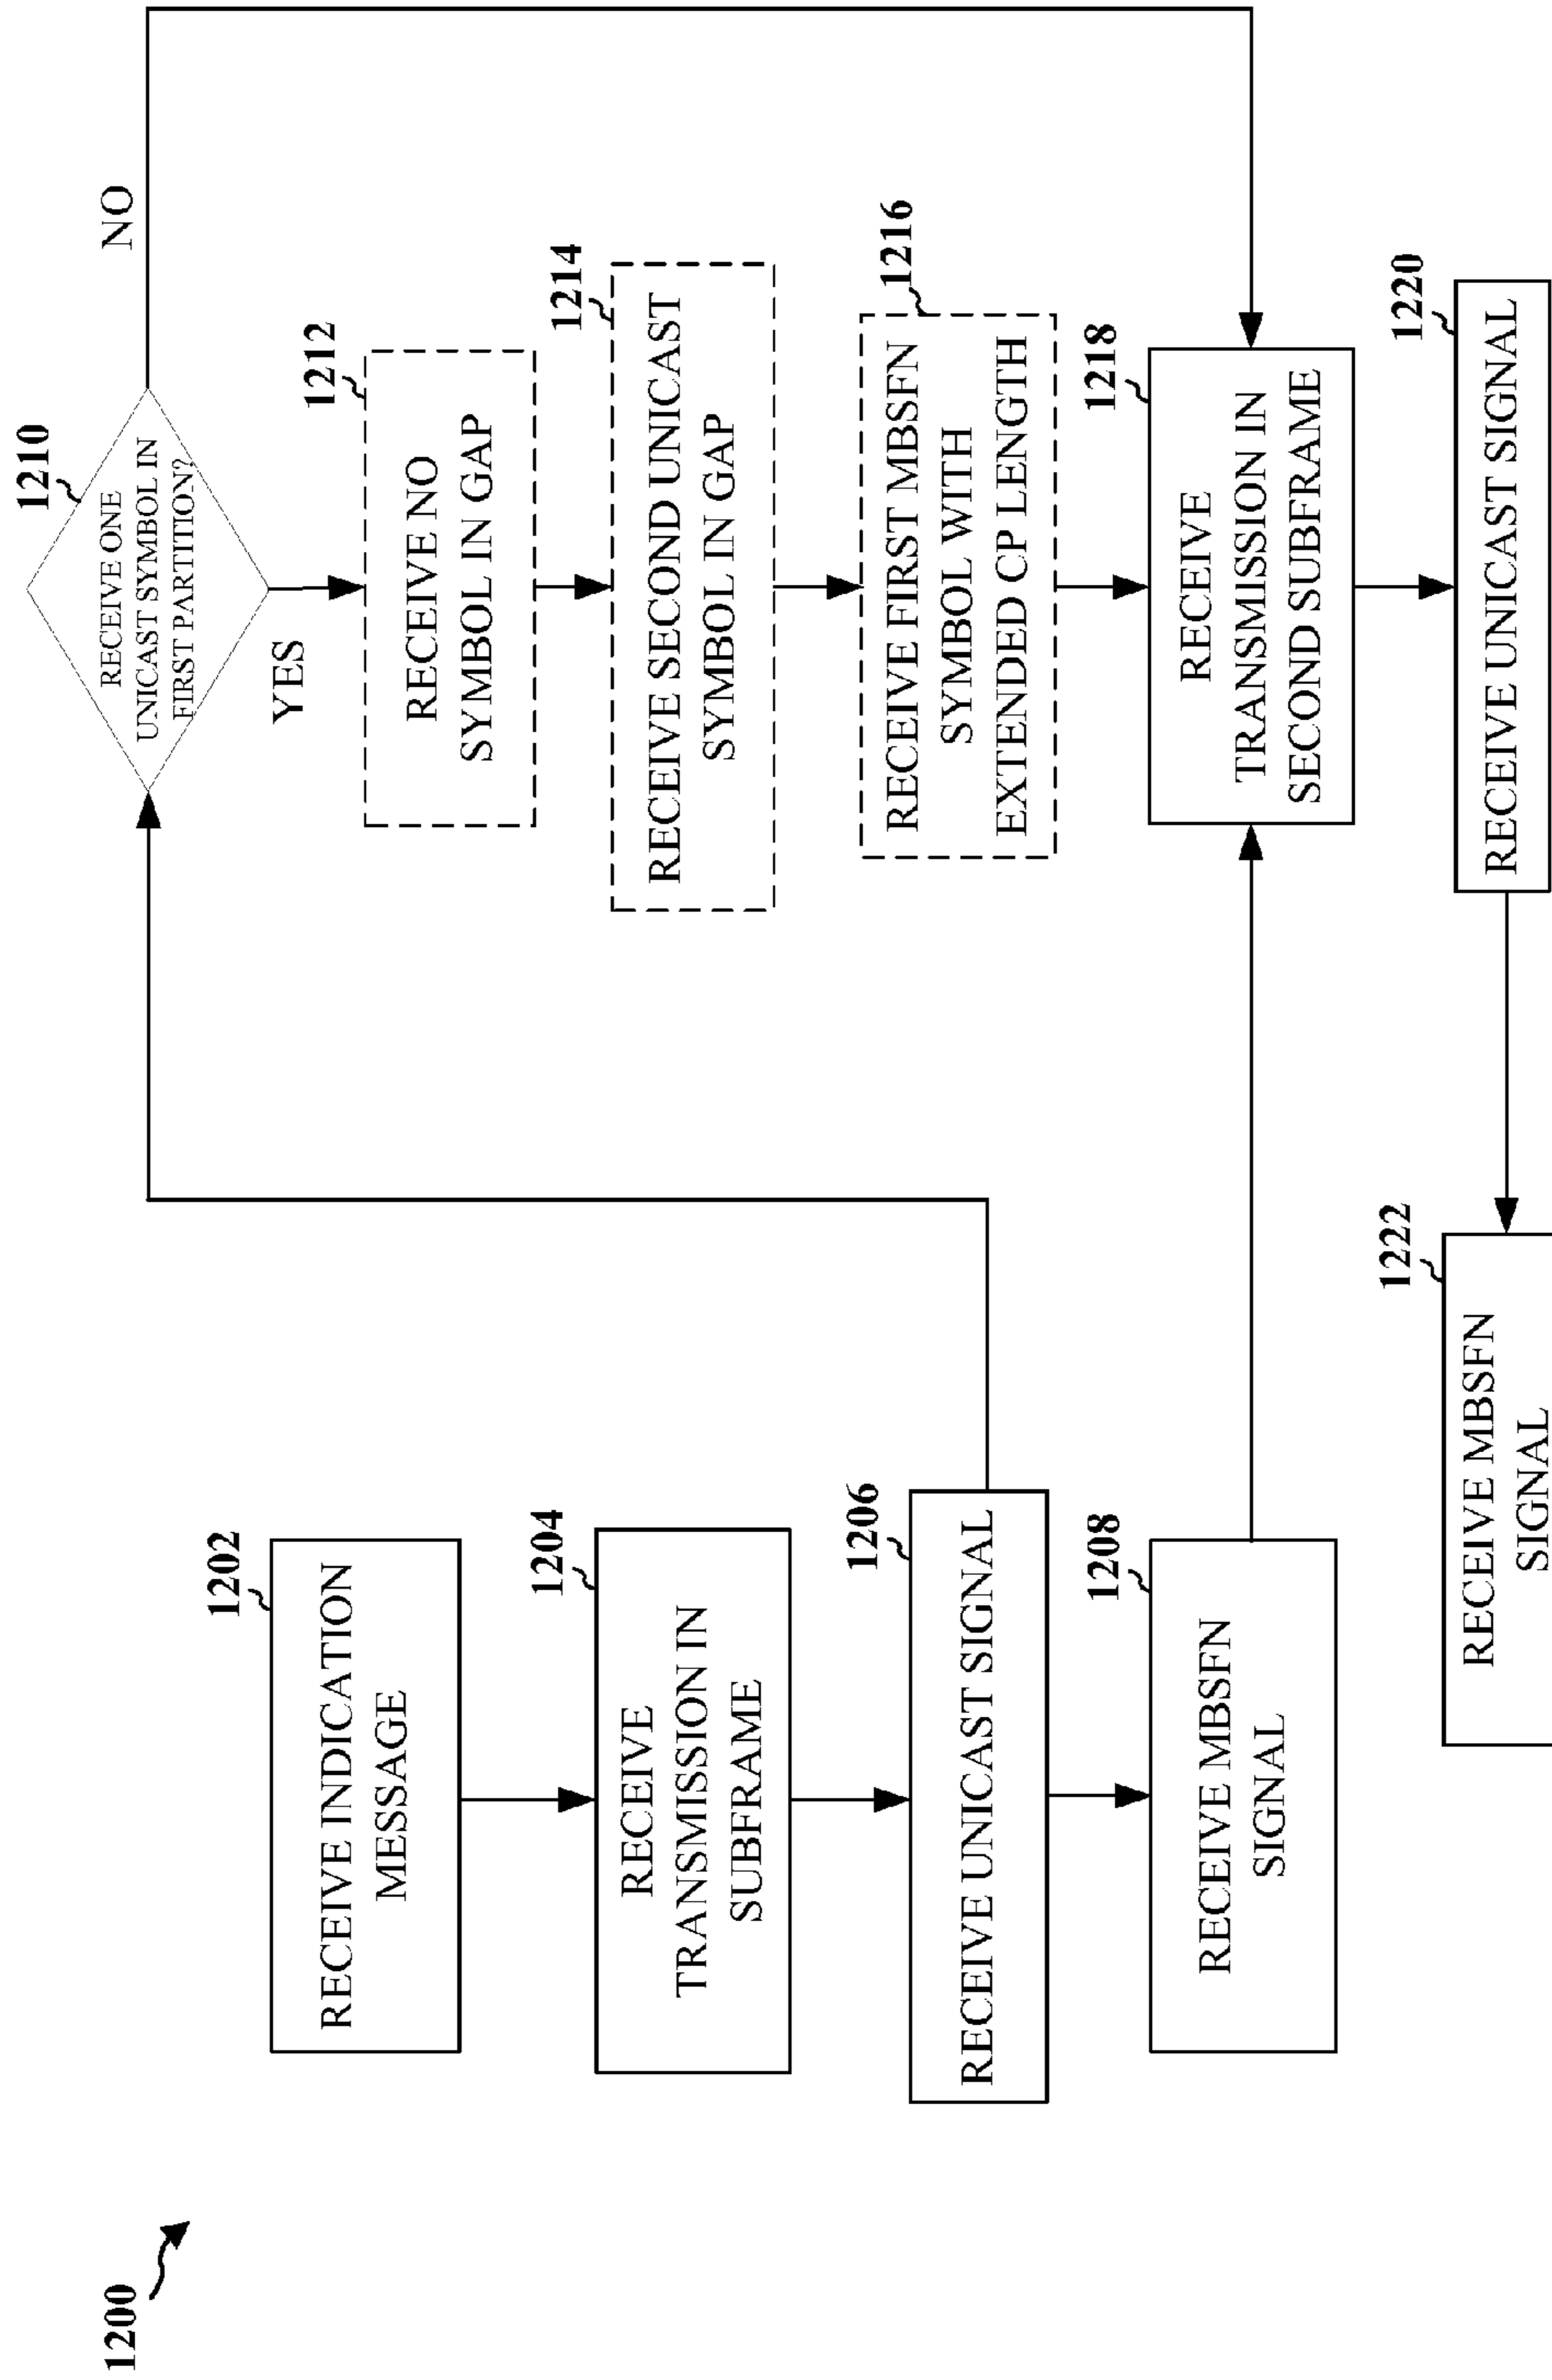 1200
1202
RECEIVE INDICATION
MESSAGE
1204
RECEIVE
TRANSMISSION IN
SUBFRAME
1206
RECEIVE UNICAST SIGNAL
1208
RECEIVE MBSFN
SIGNAL
1210
RECEIVE ONE
UNICAST SYMBOL IN
FIRST PARTITION?
NO
YES
1212
RECEIVE NO
SYMBOL IN GAP
1214
RECEIVE SECOND UNICAST
SYMBOL IN GAP
1216
RECEIVE FIRST MBSFN
SYMBOL WITH
EXTENDED CP LENGTH
1218
RECEIVE
TRANSMISSION IN
SECOND SUBFRAME
1220
RECEIVE UNICAST SIGNAL
1222
RECEIVE MBSFN
SIGNAL